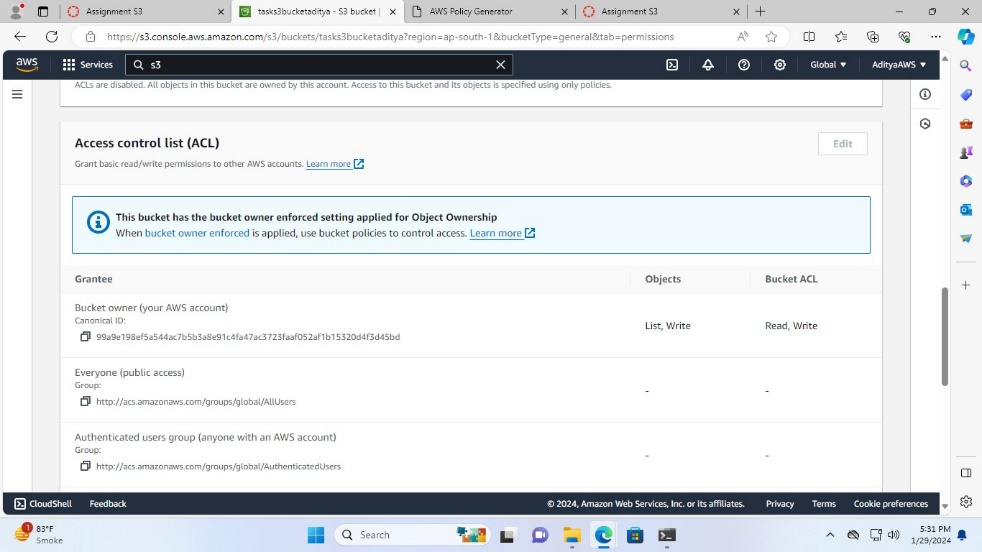 Assignment S3
tasks3bucketaditya - S3 bucket |
AWS Policy Generator
Assignment S3
https://s3.console.aws.amazon.com/s3/buckets/tasks3bucketaditya?region=ap-south-1&bucketType=general&tab=permissions
aws
Services
s3
Global
AdityaAWS
ACLs are disabled. All objects in this bucket are owned by this account. Access to this bucket and its objects is specified using only policies.
Access control list (ACL)
Edit
Grant basic read/write permissions to other AWS accounts. Learn more
This bucket has the bucket owner enforced setting applied for Object Ownership
When bucket owner enforced is applied, use bucket policies to control access. Learn more
Grantee
Objects
Bucket ACL
Bucket owner (your AWS account)
Canonical ID:
99a9e198ef5a544ac7b5b3a8e91c4fa47ac3723faaf052af1b15320d4f3d45bd
List, Write
Read, Write
Everyone (public access)
Group:
http://acs.amazonaws.com/groups/global/AllUsers
-
-
Authenticated users group (anyone with an AWS account)
Group:
http://acs.amazonaws.com/groups/global/AuthenticatedUsers
-
-
CloudShell
Feedback
© 2024, Amazon Web Services, Inc. or its affiliates.
Privacy
Terms
Cookie preferences
1
83°F
Smoke
Search
5:31 PM
1/29/2024